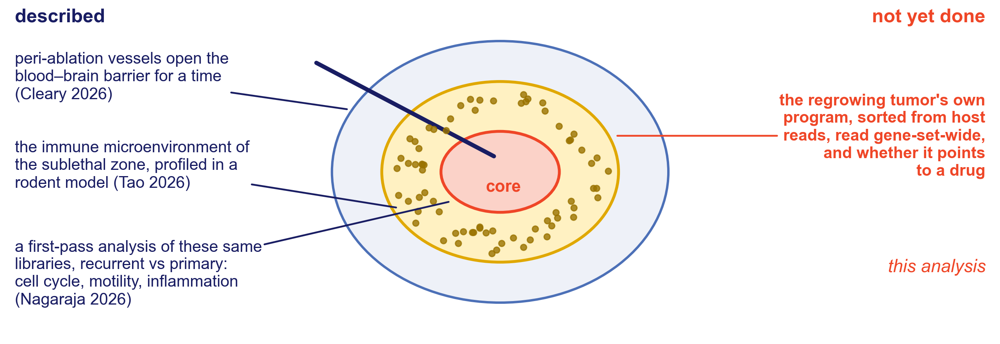 described
peri-ablation vessels open the
blood–brain barrier for a time
(Cleary 2026)
the immune microenvironment of
the sublethal zone, profiled in a
rodent model (Tao 2026)
a first-pass analysis of these same
libraries, recurrent vs primary:
cell cycle, motility, inflammation
(Nagaraja 2026)
core
not yet done
the regrowing tumor's own
program, sorted from host
reads, read gene-set-wide,
and whether it points
to a drug
this analysis